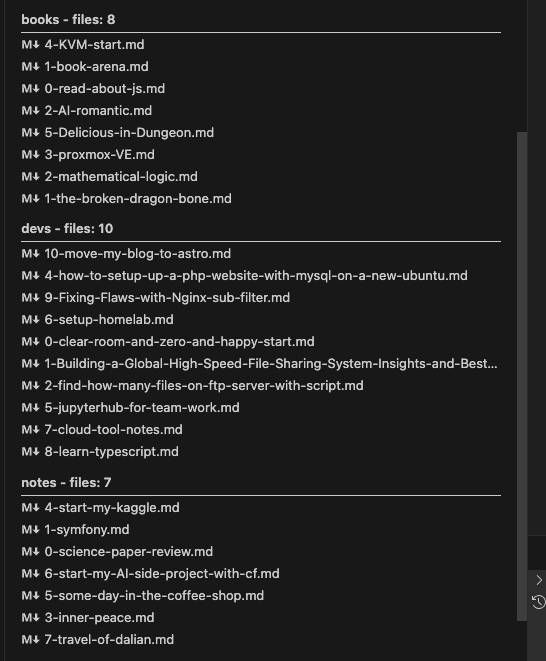 books - files: 8
M↓ 4-KVM-start.md
M↓ 1-book-arena.md
M↓ 0-read-about-js.md
M↓ 2-AI-romantic.md
M↓ 5-Delicious-in-Dungeon.md
M↓ 3-proxmox-VE.md
M↓ 2-mathematical-logic.md
M↓ 1-the-broken-dragon-bone.md
devs - files: 10
M↓ 10-move-my-blog-to-astro.md
M↓ 4-how-to-setup-up-a-php-website-with-mysql-on-a-new-ubuntu.md
M↓ 9-Fixing-Flaws-with-Nginx-sub-filter.md
M↓ 6-setup-homelab.md
M↓ 0-clear-room-and-zero-and-happy-start.md
M↓ 1-Building-a-Global-High-Speed-File-Sharing-System-Insights-and-Best...
M↓ 2-find-how-many-files-on-ftp-server-with-script.md
M↓ 5-jupyterhub-for-team-work.md
M↓ 7-cloud-tool-notes.md
M↓ 8-learn-typescript.md
notes - files: 7
M↓ 4-start-my-kaggle.md
M↓ 1-symfony.md
M↓ 0-science-paper-review.md
M↓ 6-start-my-AI-side-project-with-cf.md
M↓ 5-some-day-in-the-coffee-shop.md
M↓ 3-inner-peace.md
M↓ 7-travel-of-dalian.md